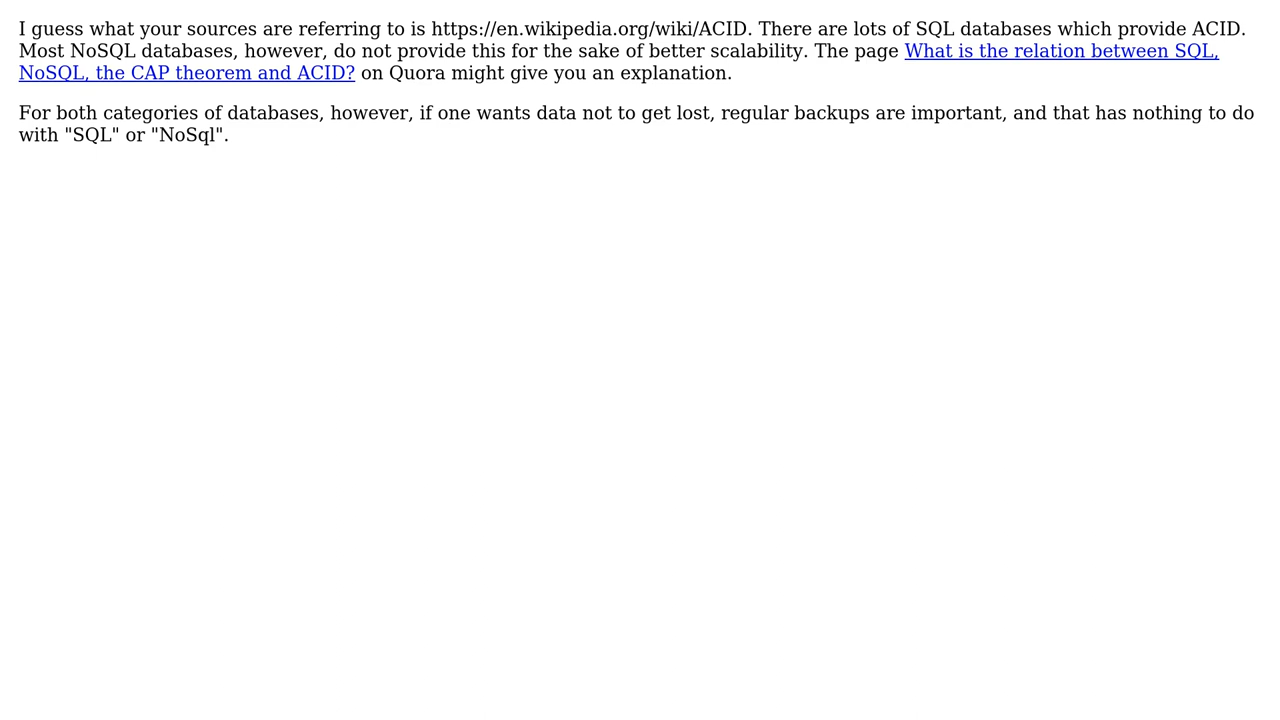 I guess what your sources are referring to is https://en.wikipedia.org/wiki/ACID. There are lots of SQL databases which provide ACID.
Most NoSQL databases, however, do not provide this for the sake of better scalability. The page What is the relation between SQL,
NoSQL, the CAP theorem and ACID? on Quora might give you an explanation.
For both categories of databases, however, if one wants data not to get lost, regular backups are important, and that has nothing to do
with "SQL" or "NoSql".